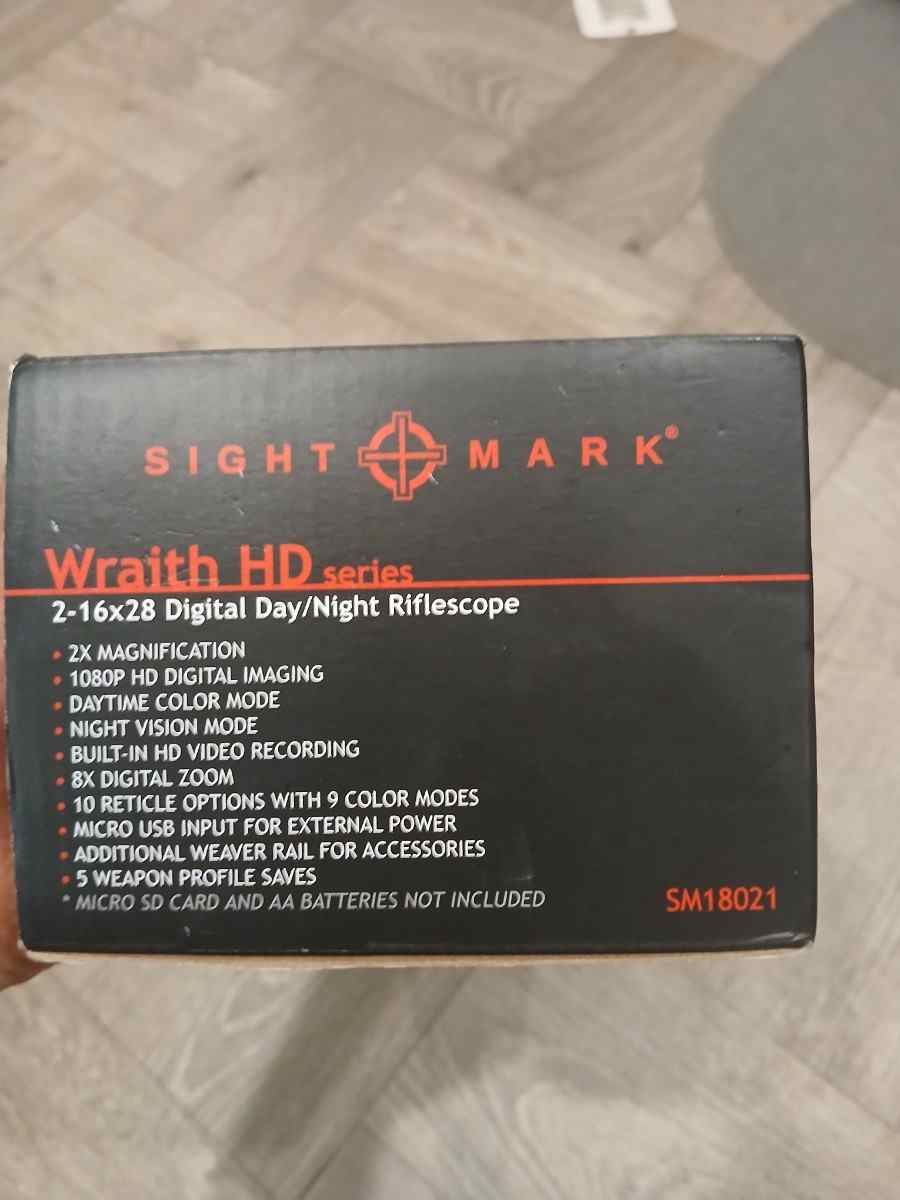 SIGHT MARK®
Wraith HD series
2-16x28 Digital Day/Night Riflescope
• 2X MAGNIFICATION
• 1080P HD DIGITAL IMAGING
• DAYTIME COLOR MODE
• NIGHT VISION MODE
• BUILT-IN HD VIDEO RECORDING
• 8X DIGITAL ZOOM
• 10 RETICLE OPTIONS WITH 9 COLOR MODES
• MICRO USB INPUT FOR EXTERNAL POWER
• ADDITIONAL WEAVER RAIL FOR ACCESSORIES
• 5 WEAPON PROFILE SAVES
* MICRO SD CARD AND AA BATTERIES NOT INCLUDED
SM18021